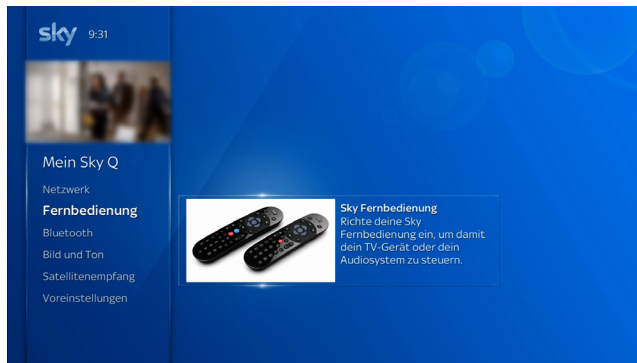 sky 9:31
Mein Sky Q
Netzwerk
Fernbedienung
Bluetooth
Bild und Ton
Satellitenempfang
Voreinstellungen
Sky Fernbedienung
Richte deine Sky
Fernbedienung ein, um damit
dein TV-Gerät oder dein
Audiosystem zu steuern.